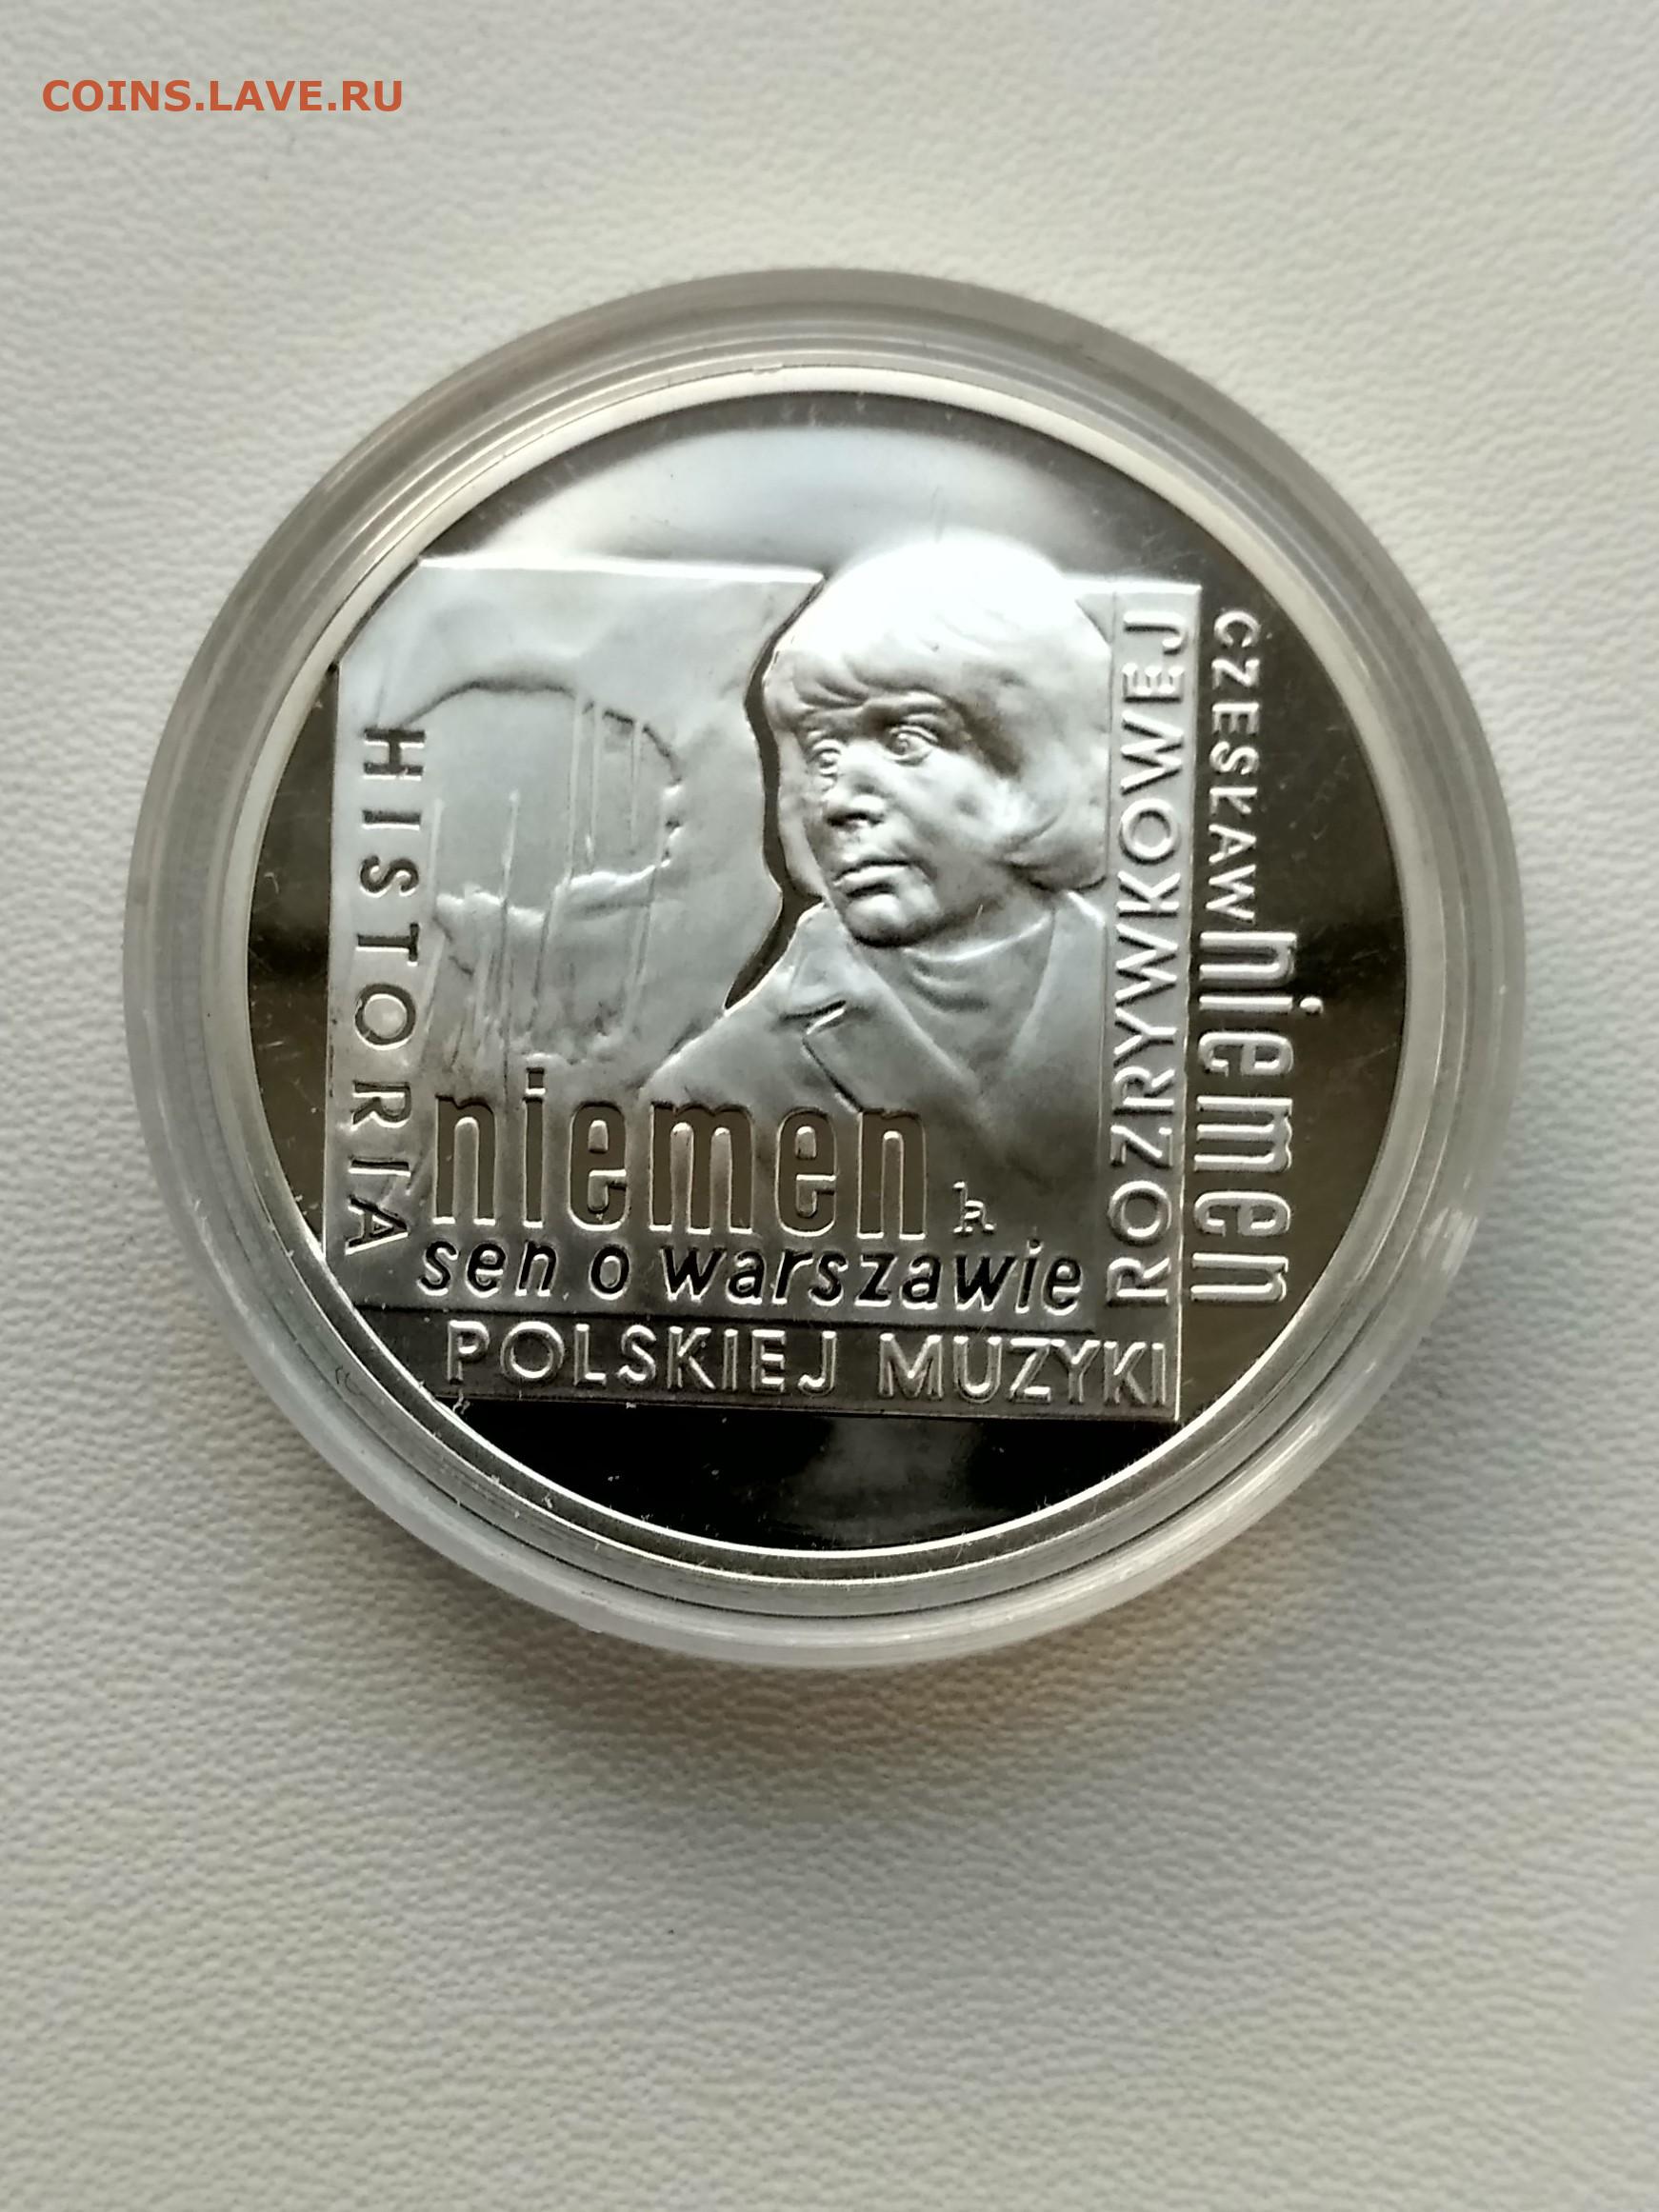 COINS.LAVE.RU
HISTORIA
niemen
sen o warszawie
POLSKIEJ MUZYKI
ROZRYWKOWEJ
CZESŁAW niemen